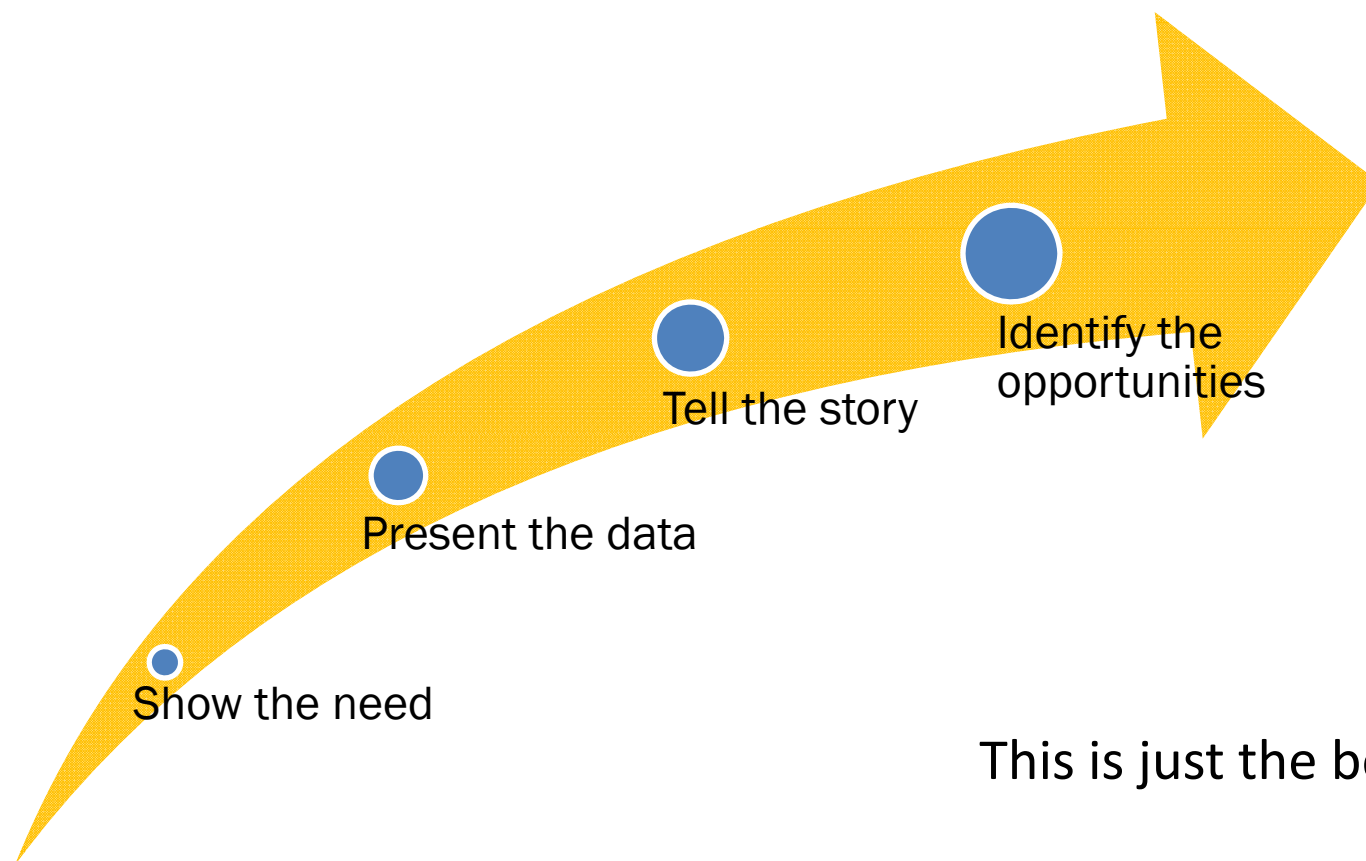 Show the need
Present the data
Tell the story
Identify the
opportunities
This is just the